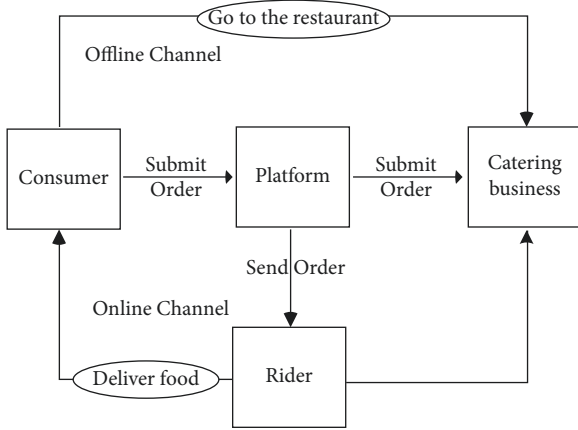 Go to the restaurant
Offline Channel
Consumer
Submit
Order
Platform
Submit
Order
Catering
business
Send Order
Online Channel
Deliver food
Rider